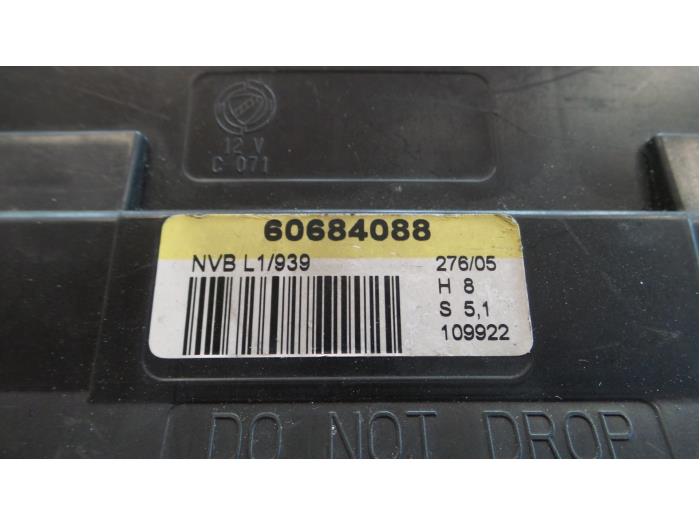 12 V
C 071
60684088
NVB L1/939 276/05
H 8
S 5,1
109922
DO NOT DROP